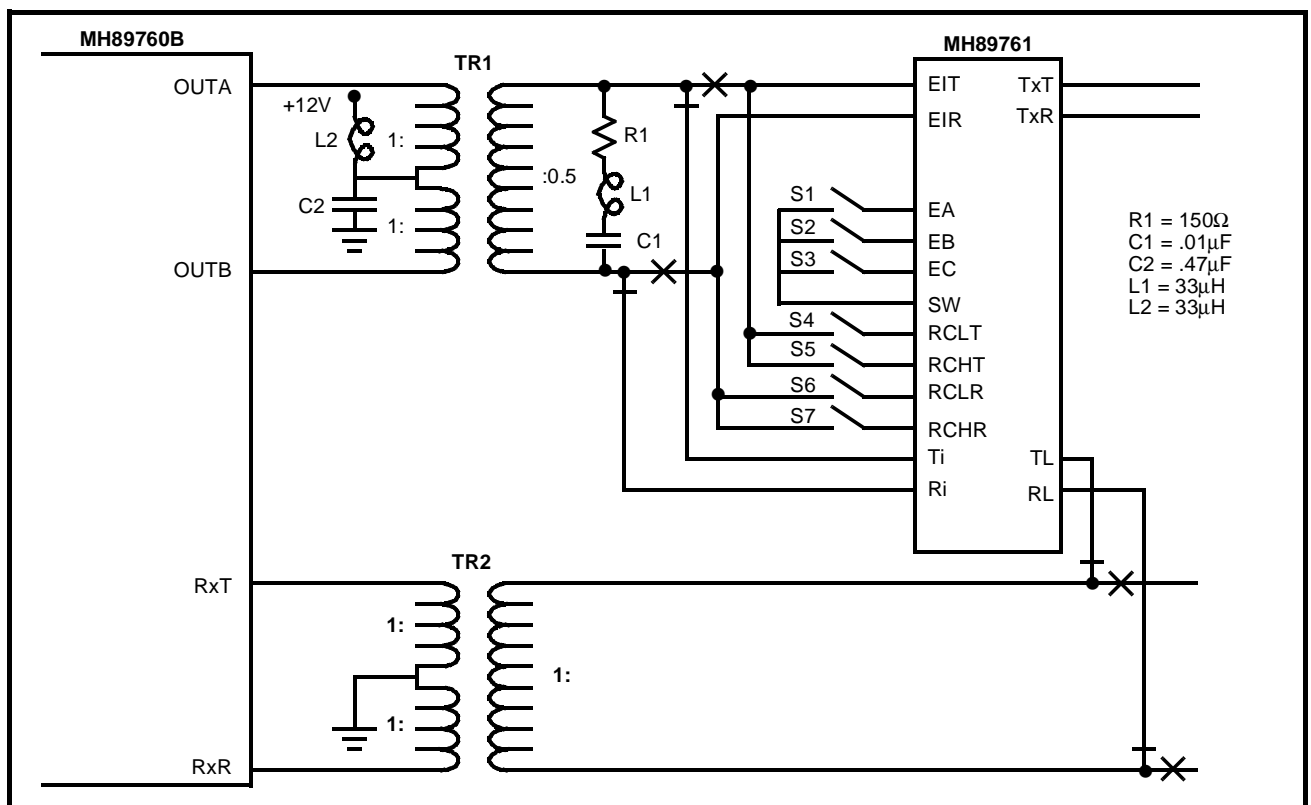 MH89760B
MH89761
TR1
OUTA
+12V
L2
1:
C2
1:
OUTB
:0.5
R1
L1
C1
EIT
EIR
TxT
TxR
S1
EA
S2
EB
S3
EC
SW
S4
RCLT
S5
RCHT
S6
RCLR
S7
RCHR
Ti
TL
Ri
RL
R1 = 150Ω
C1 = .01μF
C2 = .47μF
L1 = 33μH
L2 = 33μH
TR2
RxT
1:
1:
1:
RxR